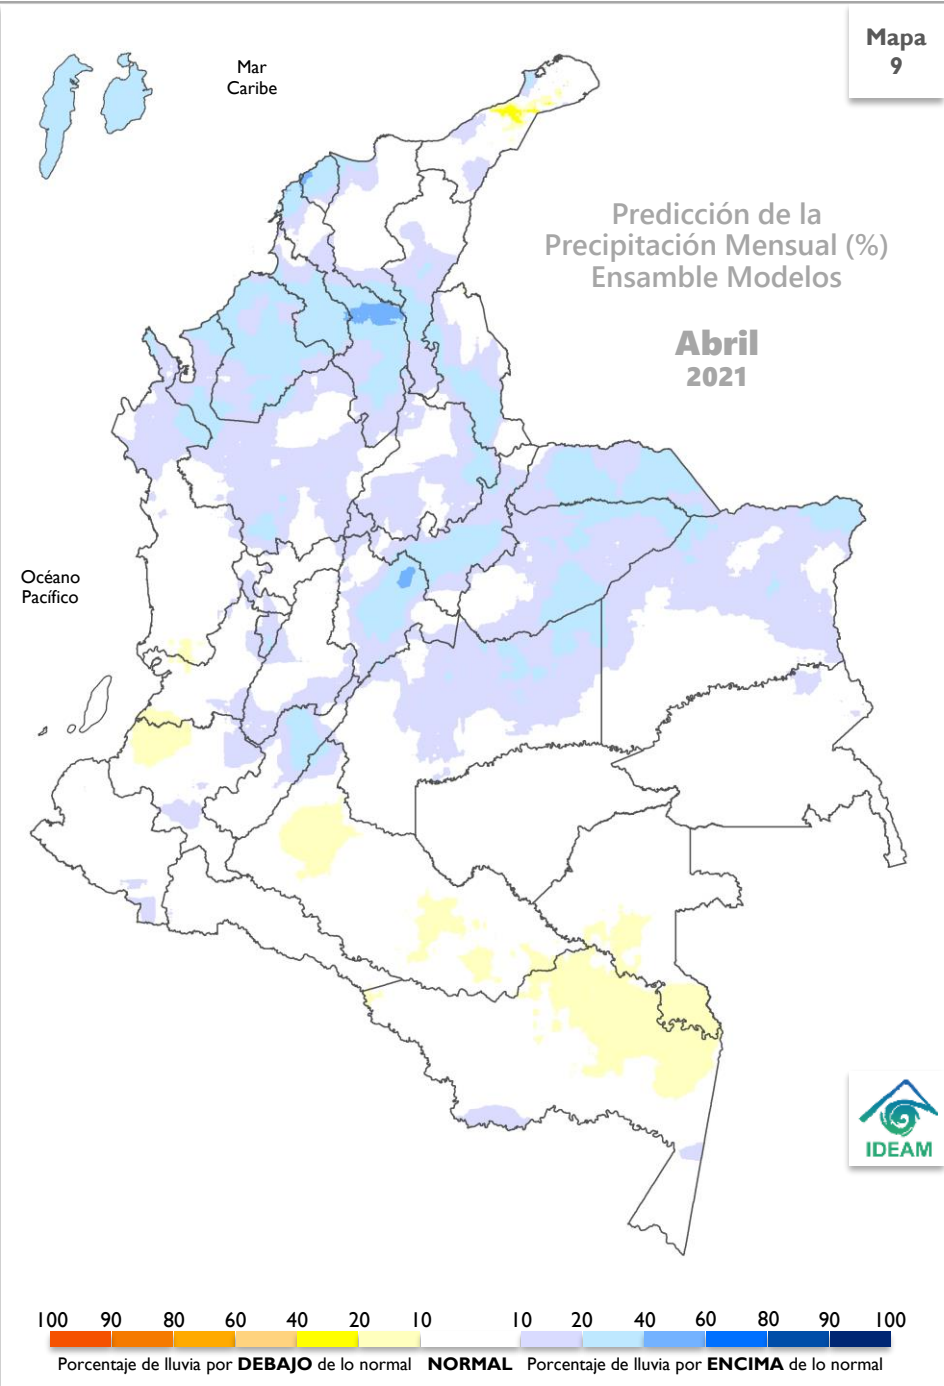 Mapa
9
Mar
Caribe
Predicción de la
Precipitación Mensual (%)
Ensamble Modelos
Abril
2021
Océano
Pacífico
IDEAM
100 90 80 60 40 20 10 10 20 40 60 80 90 100
Porcentaje de lluvia por DEBAJO de lo normal NORMAL Porcentaje de lluvia por ENCIMA de lo normal